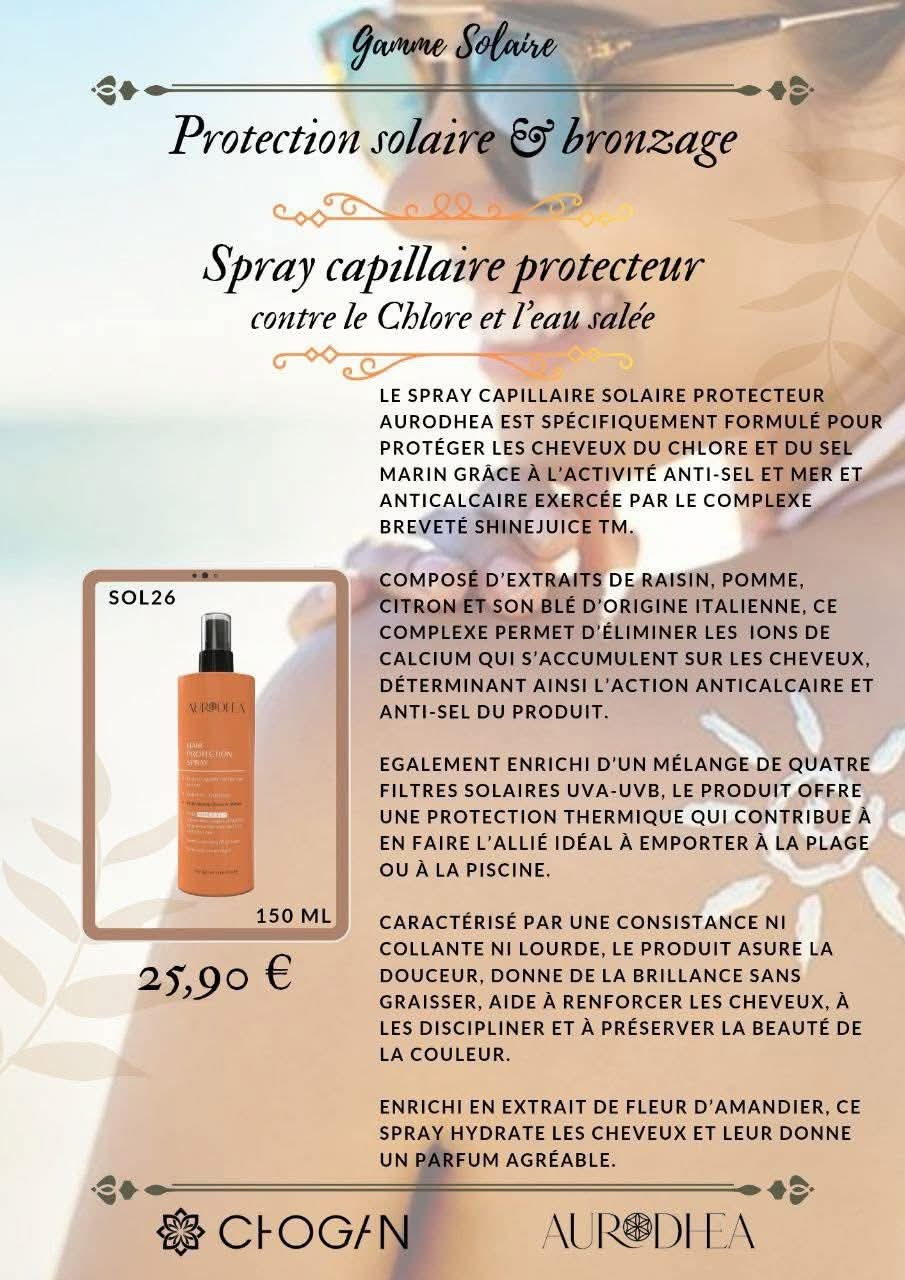 Gamme Solaire
Protection solaire & bronzage
Spray capillaire protecteur
contre le Chlore et l'eau salée
LE SPRAY CAPILLAIRE SOLAIRE PROTECTEUR
AURODHEA EST SPÉCIFIQUEMENT FORMULÉ POUR
PROTÉGER LES CHEVEUX DU CHLORE ET DU SEL
MARIN GRÂCE À L'ACTIVITÉ ANTI-SEL ET MER ET
ANTICALCAIRE EXERCÉE PAR LE COMPLEXE
BREVETÉ SHINEJUICE TM.
COMPOSÉ D'EXTRAITS DE RAISIN, POMME,
CITRON ET SON BLÉ D'ORIGINE ITALIENNE, CE
COMPLEXE PERMET D'ÉLIMINER LES IONS DE
CALCIUM QUI S'ACCUMULENT SUR LES CHEVEUX,
DÉTERMINANT AINSI L'ACTION ANTICALCAIRE ET
ANTI-SEL DU PRODUIT.
EGALEMENT ENRICHI D'UN MÉLANGE DE QUATRE
FILTRES SOLAIRES UVA-UVB, LE PRODUIT OFFRE
UNE PROTECTION THERMIQUE QUI CONTRIBUE À
EN FAIRE L'ALLIÉ IDÉAL À EMPORTER À LA PLAGE
OU À LA PISCINE.
CARACTÉRISÉ PAR UNE CONSISTANCE NI
COLLANTE NI LOURDE, LE PRODUIT ASURE LA
DOUCEUR, DONNE DE LA BRILLANCE SANS
GRAISSER, AIDE À RENFORCER LES CHEVEUX, À
LES DISCIPLINER ET À PRÉSERVER LA BEAUTÉ DE
LA COULEUR.
ENRICHI EN EXTRAIT DE FLEUR D'AMANDIER, CE
SPRAY HYDRATE LES CHEVEUX ET LEUR DONNE
UN PARFUM AGRÉABLE.
SOL26
AURODHEA
HAIR
PROTECTION
SPRAY
150 ML
25,90 €
CHOGAN
AURODHEA